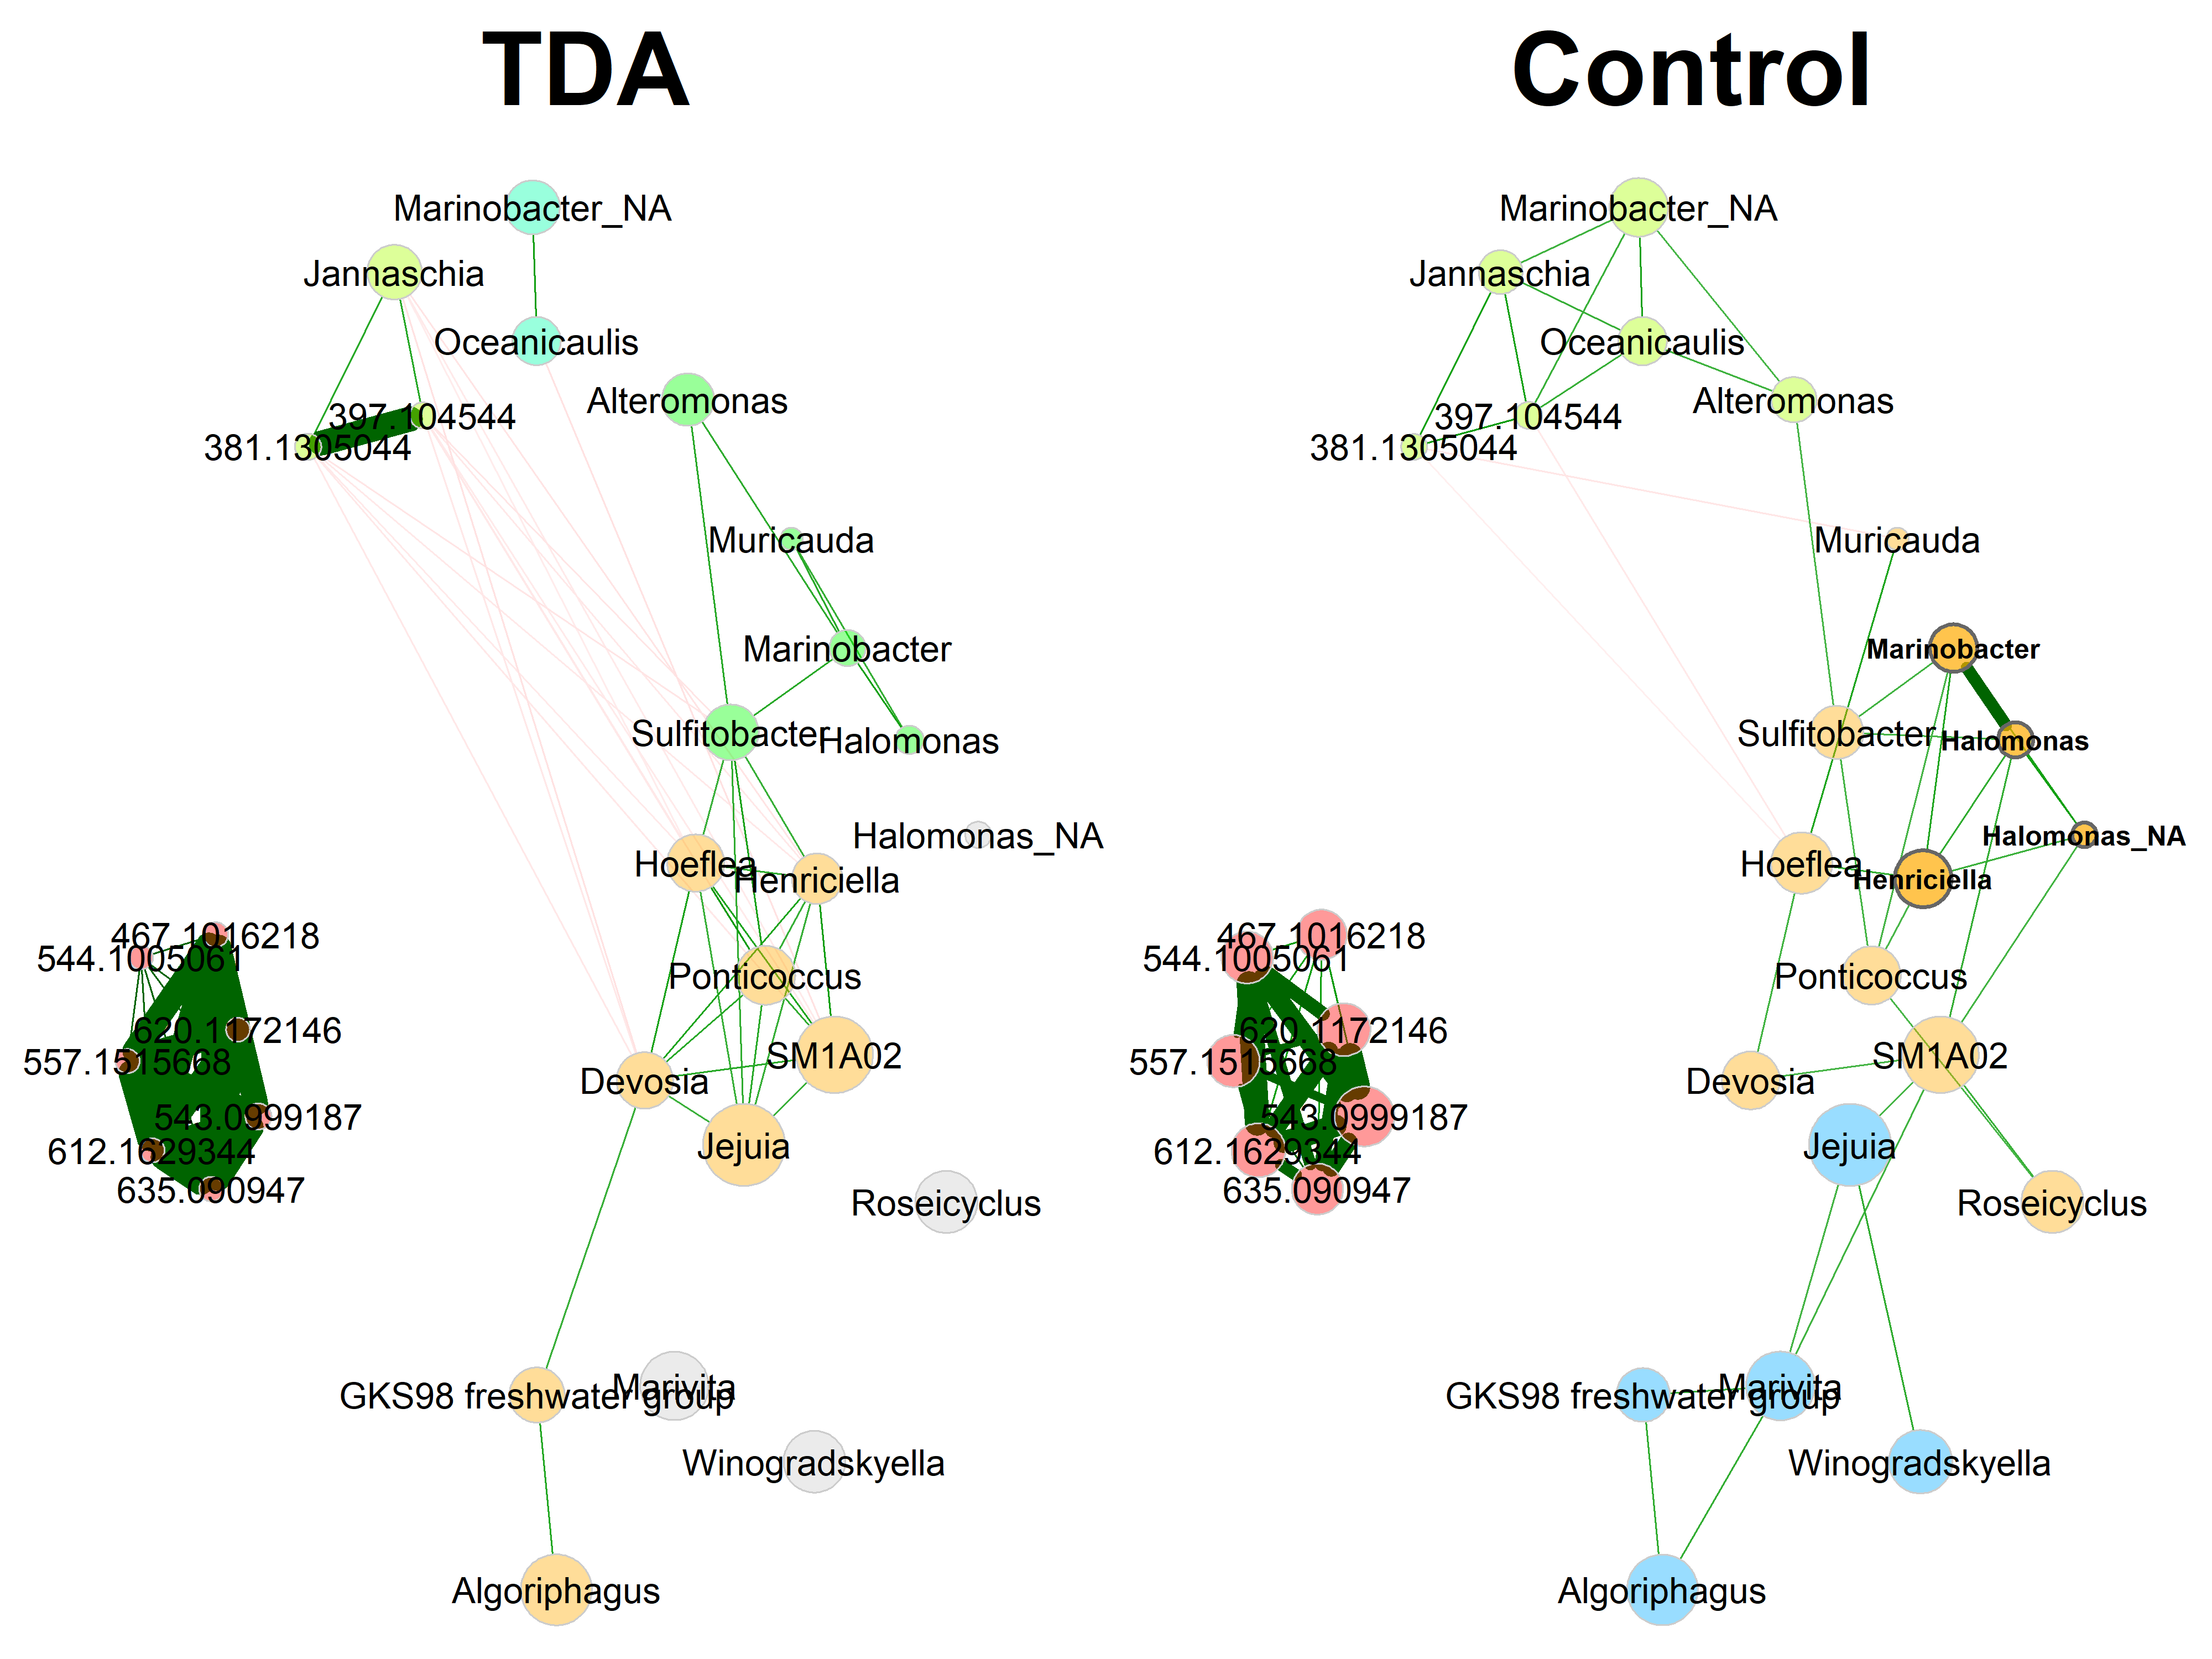 TDA
Marinobacter_NA
Jannaschia
Oceanicaulis
Alteromonas
397.104544
381.1305044
Muricauda
Marinobacter
Sulfitobacter
Halomonas
Halomonas_NA
Hoeflea
Henriciella
467.1016218
544.1005061
Ponticoccus
620.1172146
557.1515668
SM1A02
Devosia
543.0999187
612.1629344
Jejuia
635.090947
Roseicyclus
Marivita
GKS98 freshwater group
Winogradskyella
Algoriphagus
Control
Marinobacter_NA
Jannaschia
Oceanicaulis
Alteromonas
397.104544
381.1305044
Muricauda
Marinobacter
Sulfitobacter
Halomonas
Halomonas_NA
Hoeflea
Henriciella
467.1016218
544.1005061
Ponticoccus
620.1172146
557.1515668
SM1A02
Devosia
543.0999187
612.1629344
Jejuia
635.090947
Roseicyclus
Marivita
GKS98 freshwater group
Winogradskyella
Algoriphagus